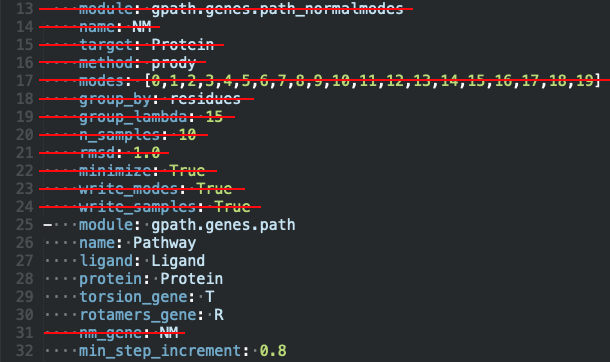 13 module: gpath.genes.path_normalmodes
14 name: NM
15 target: Protein
16 method: prody
17 modes: [0,1,2,3,4,5,6,7,8,9,10,11,12,13,14,15,16,17,18,19]
18 group_by: residues
19 group_lambda: 15
20 n_samples: 10
21 rmsd: 1.0
22 minimize: True
23 write_modes: True
24 write_samples: True
25 - module: gpath.genes.path
26 name: Pathway
27 ligand: Ligand
28 protein: Protein
29 torsion_gene: T
30 rotamers_gene: R
31 nm_gene: NM
32 min_step_increment: 0.8